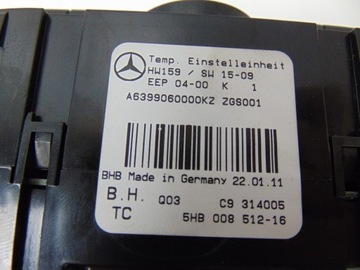 Temp. Einstelleinheit
HW159 / SW 15-09
EEP 04-00 K 1
A6399060000KZ ZGS001
BHB Made in Germany 22.01.11
B.H. Q03 C9 314005
TC 5HB 008 512-16